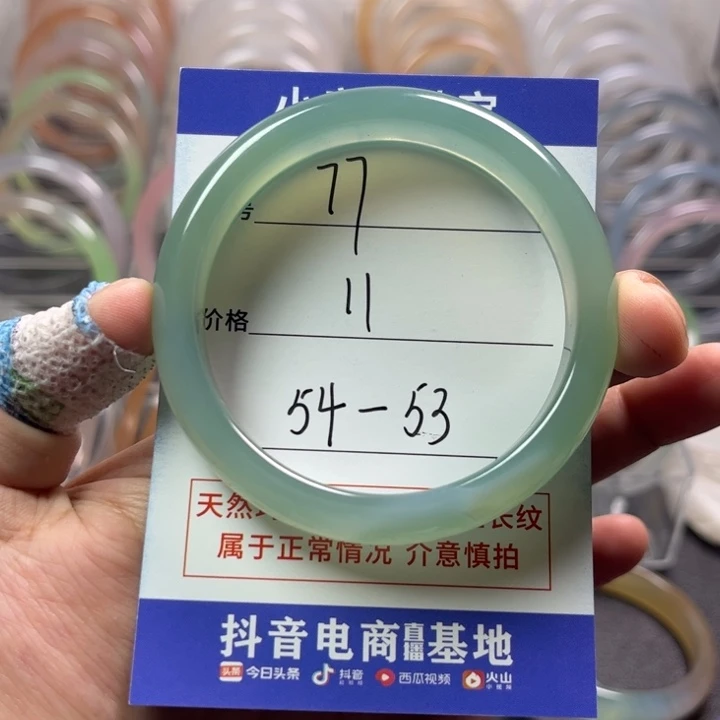 77
价格 11
54-53
天然 长纹
属于正常情况 介意慎拍
抖音电商直播基地
头条 今日头条 抖音 西瓜视频 火山